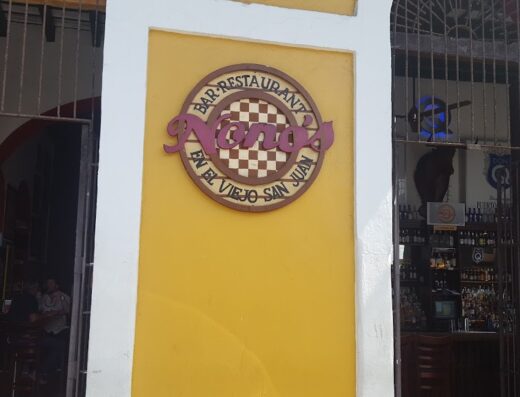 BAR·RESTAURANT
Nono's
EN EL VIEJO SAN JUAN